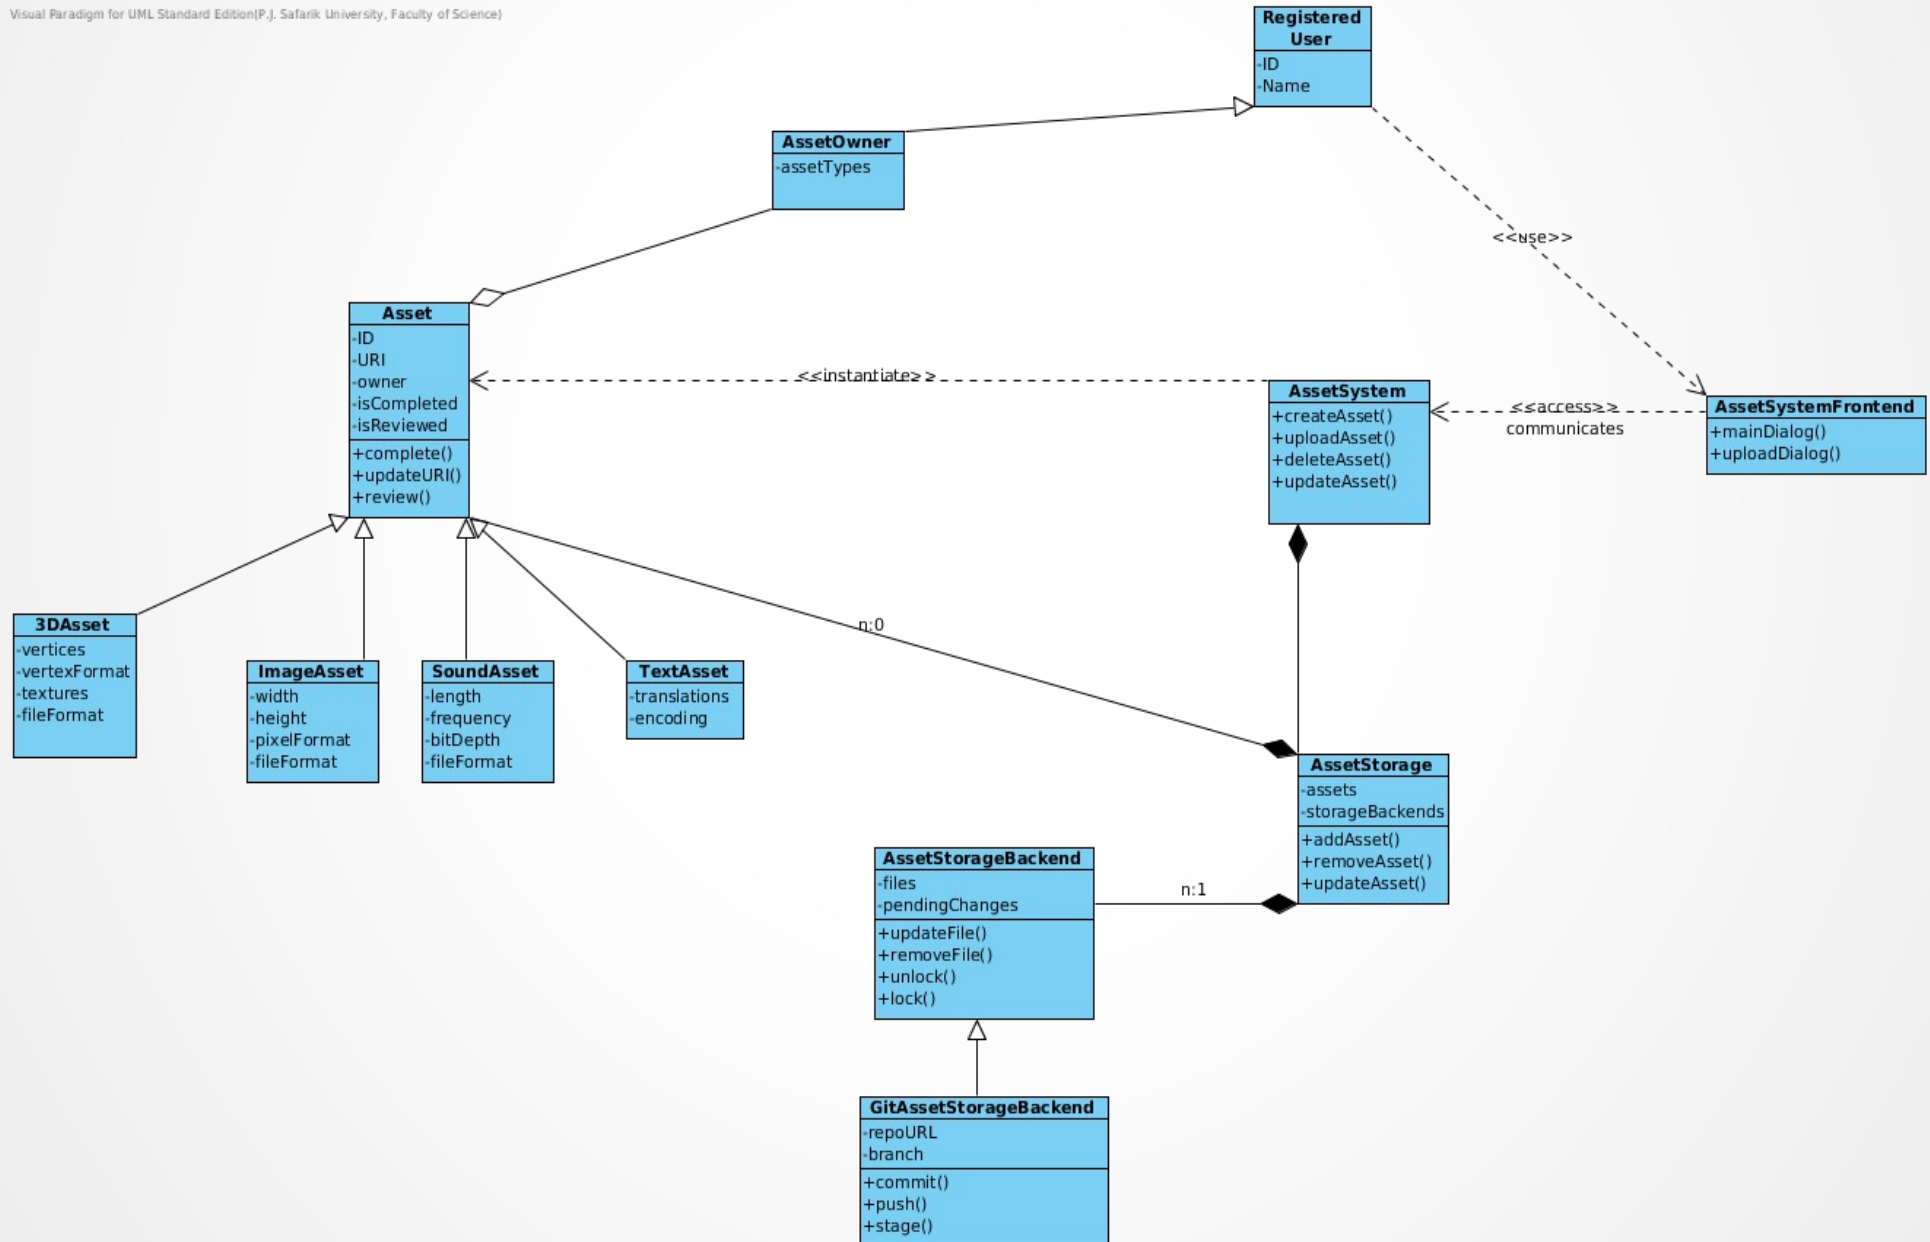 Visual Paradigm for UML Standard Edition(P.J. Safarik University, Faculty of Science)
Registered
User
-ID
-Name
AssetOwner
-assetTypes
<<use>>
Asset
-ID
-URI
-owner
-isCompleted
-isReviewed
+complete()
+updateURI()
+review()
<<instantiate>>
AssetSystem
+createAsset()
+uploadAsset()
+deleteAsset()
+updateAsset()
<<access>>
communicates
AssetSystemFrontend
+mainDialog()
+uploadDialog()
3DAsset
-vertices
-vertexFormat
-textures
-fileFormat
ImageAsset
-width
-height
-pixelFormat
-fileFormat
SoundAsset
-length
-frequency
-bitDepth
-fileFormat
TextAsset
-translations
-encoding
n:0
AssetStorage
-assets
-storageBackends
+addAsset()
+removeAsset()
+updateAsset()
AssetStorageBackend
-files
-pendingChanges
+updateFile()
+removeFile()
+unlock()
+lock()
n:1
GitAssetStorageBackend
-repoURL
-branch
+commit()
+push()
+stage()